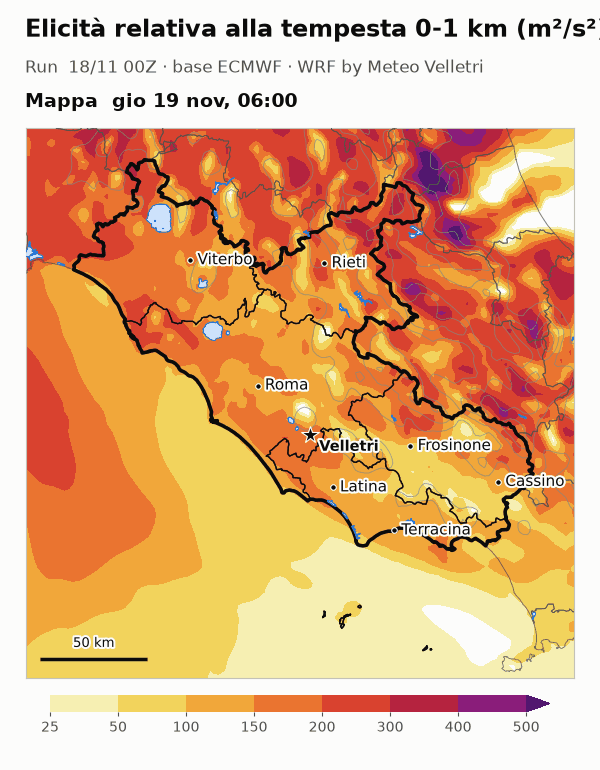 Elicità relativa alla tempesta 0-1 km (m²/s²)
Run  18/11 00Z · base ECMWF · WRF by Meteo Velletri
Mappa  gio 19 nov, 06:00
Viterbo
Rieti
Roma
Velletri
Frosinone
Cassino
Latina
Terracina
50 km
25 50 100 150 200 300 400 500